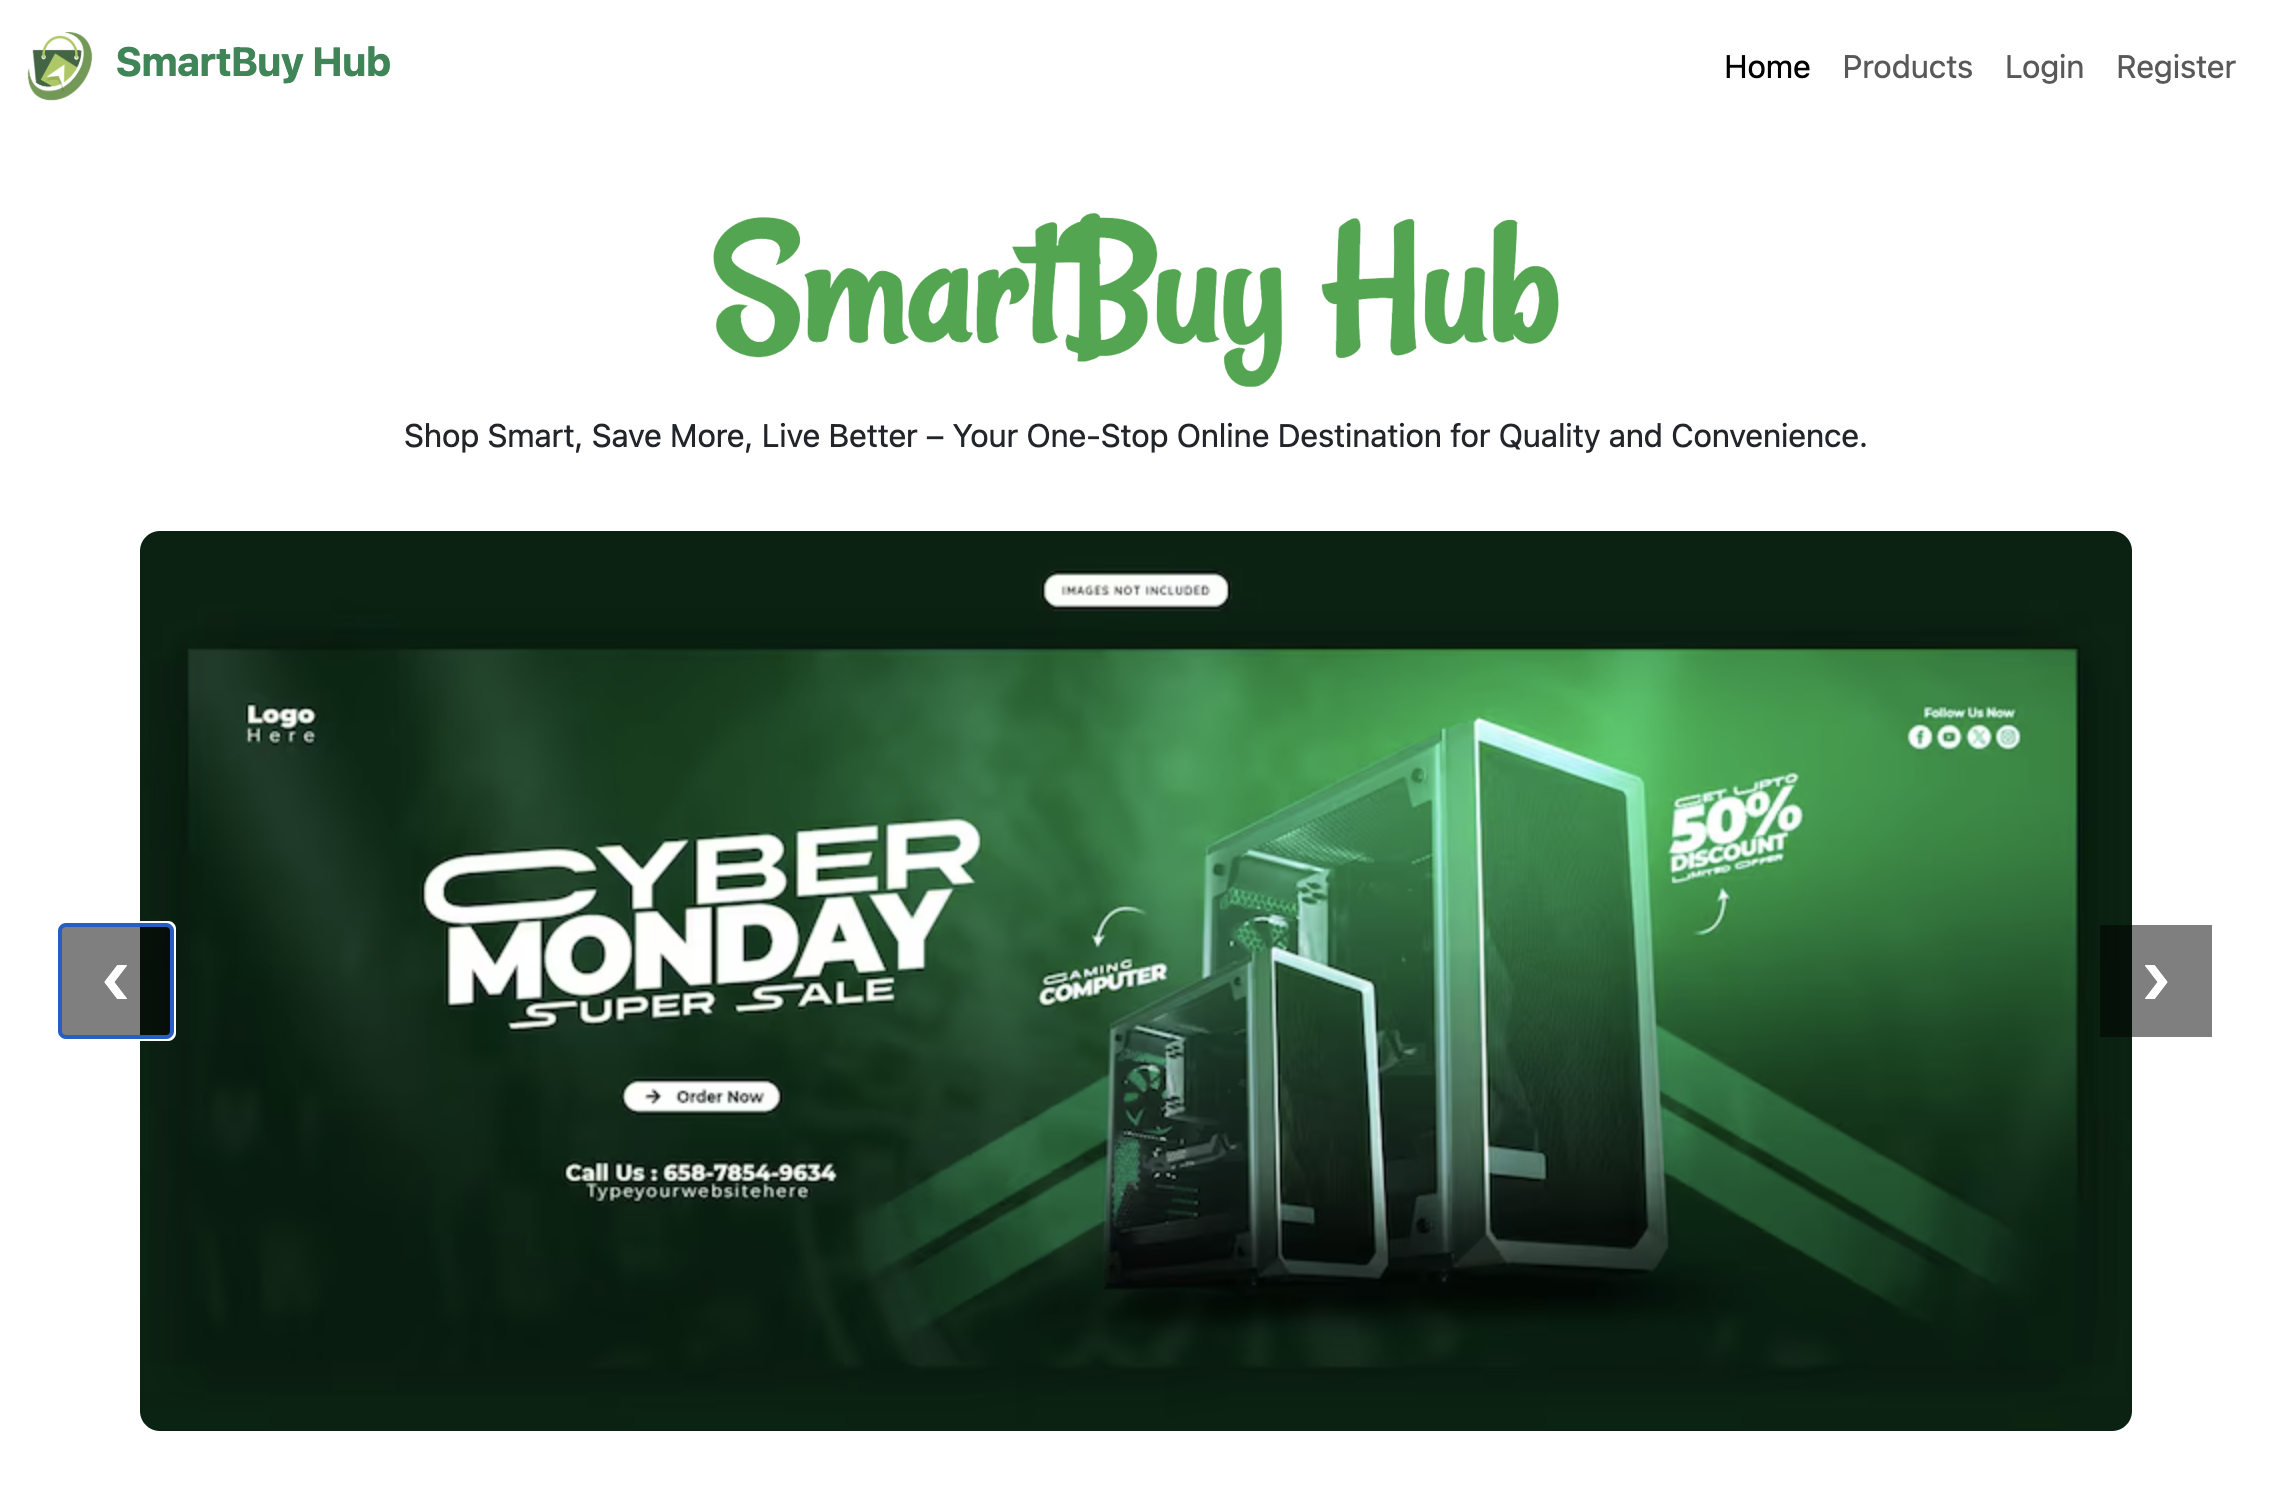 SmartBuy Hub
Home Products Login Register
SmartBuy Hub
Shop Smart, Save More, Live Better – Your One-Stop Online Destination for Quality and Convenience.
IMAGES NOT INCLUDED
Logo
Here
Follow Us Now
GET UPTO
50%
DISCOUNT
LIMITED OFFER
CYBER
MONDAY
SUPER SALE
GAMING
COMPUTER
→ Order Now
Call Us : 658-7854-9634
Typeyourwebsitehere